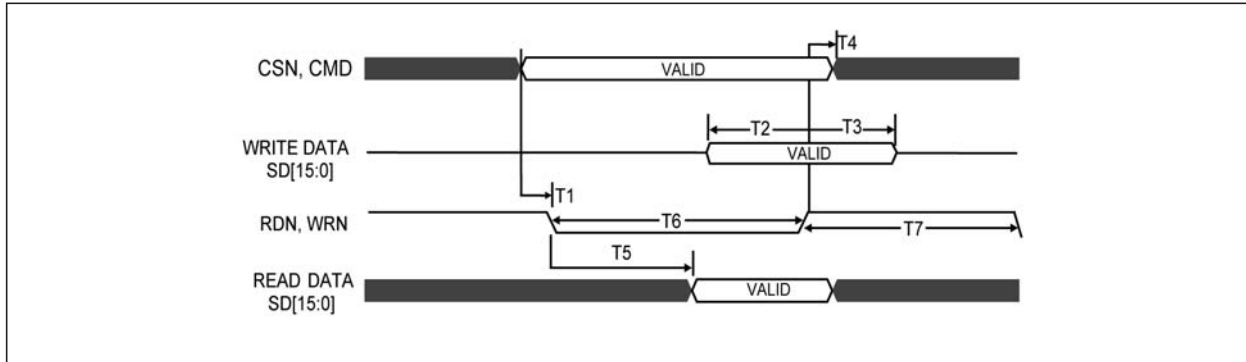 T4
CSN, CMD
VALID
T2
T3
WRITE DATA
SD[15:0]
VALID
T1
RDN, WRN
T6
T7
T5
READ DATA
SD[15:0]
VALID